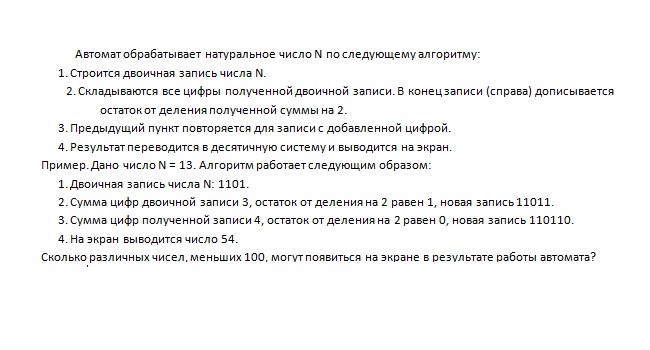 Автомат обрабатывает натуральное число N по следующему алгоритму:
1. Строится двоичная запись числа N.
2. Складываются все цифры полученной двоичной записи. В конец записи (справа) дописывается
остаток от деления полученной суммы на 2.
3. Предыдущий пункт повторяется для записи с добавленной цифрой.
4. Результат переводится в десятичную систему и выводится на экран.
Пример. Дано число N = 13. Алгоритм работает следующим образом:
1. Двоичная запись числа N: 1101.
2. Сумма цифр двоичной записи 3, остаток от деления на 2 равен 1, новая запись 11011.
3. Сумма цифр полученной записи 4, остаток от деления на 2 равен 0, новая запись 110110.
4. На экран выводится число 54.
Сколько различных чисел, меньших 100, могут появиться на экране в результате работы автомата?